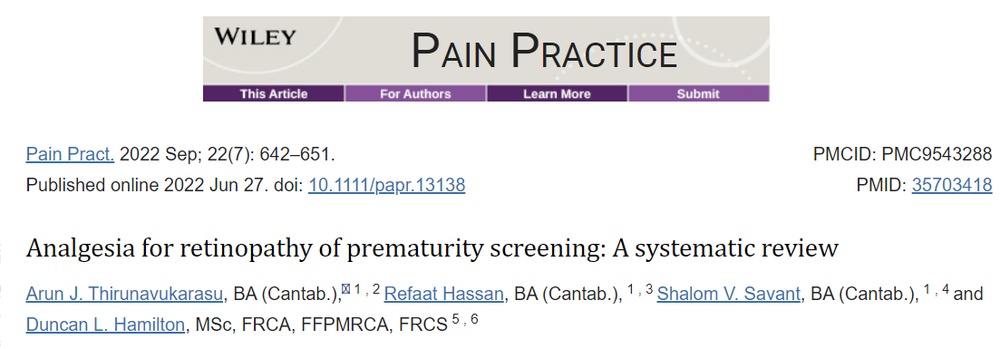 WILEY
PAIN PRACTICE
This Article For Authors Learn More Submit
Pain Pract. 2022 Sep; 22(7): 642–651. PMCID: PMC9543288
Published online 2022 Jun 27. doi: 10.1111/papr.13138 PMID: 35703418
Analgesia for retinopathy of prematurity screening: A systematic review
Arun J. Thirunavukarasu, BA (Cantab.), 1 , 2 Refaat Hassan, BA (Cantab.), 1 , 3 Shalom V. Savant, BA (Cantab.), 1 , 4 and
Duncan L. Hamilton, MSc, FRCA, FFPMRCA, FRCS 5 , 6